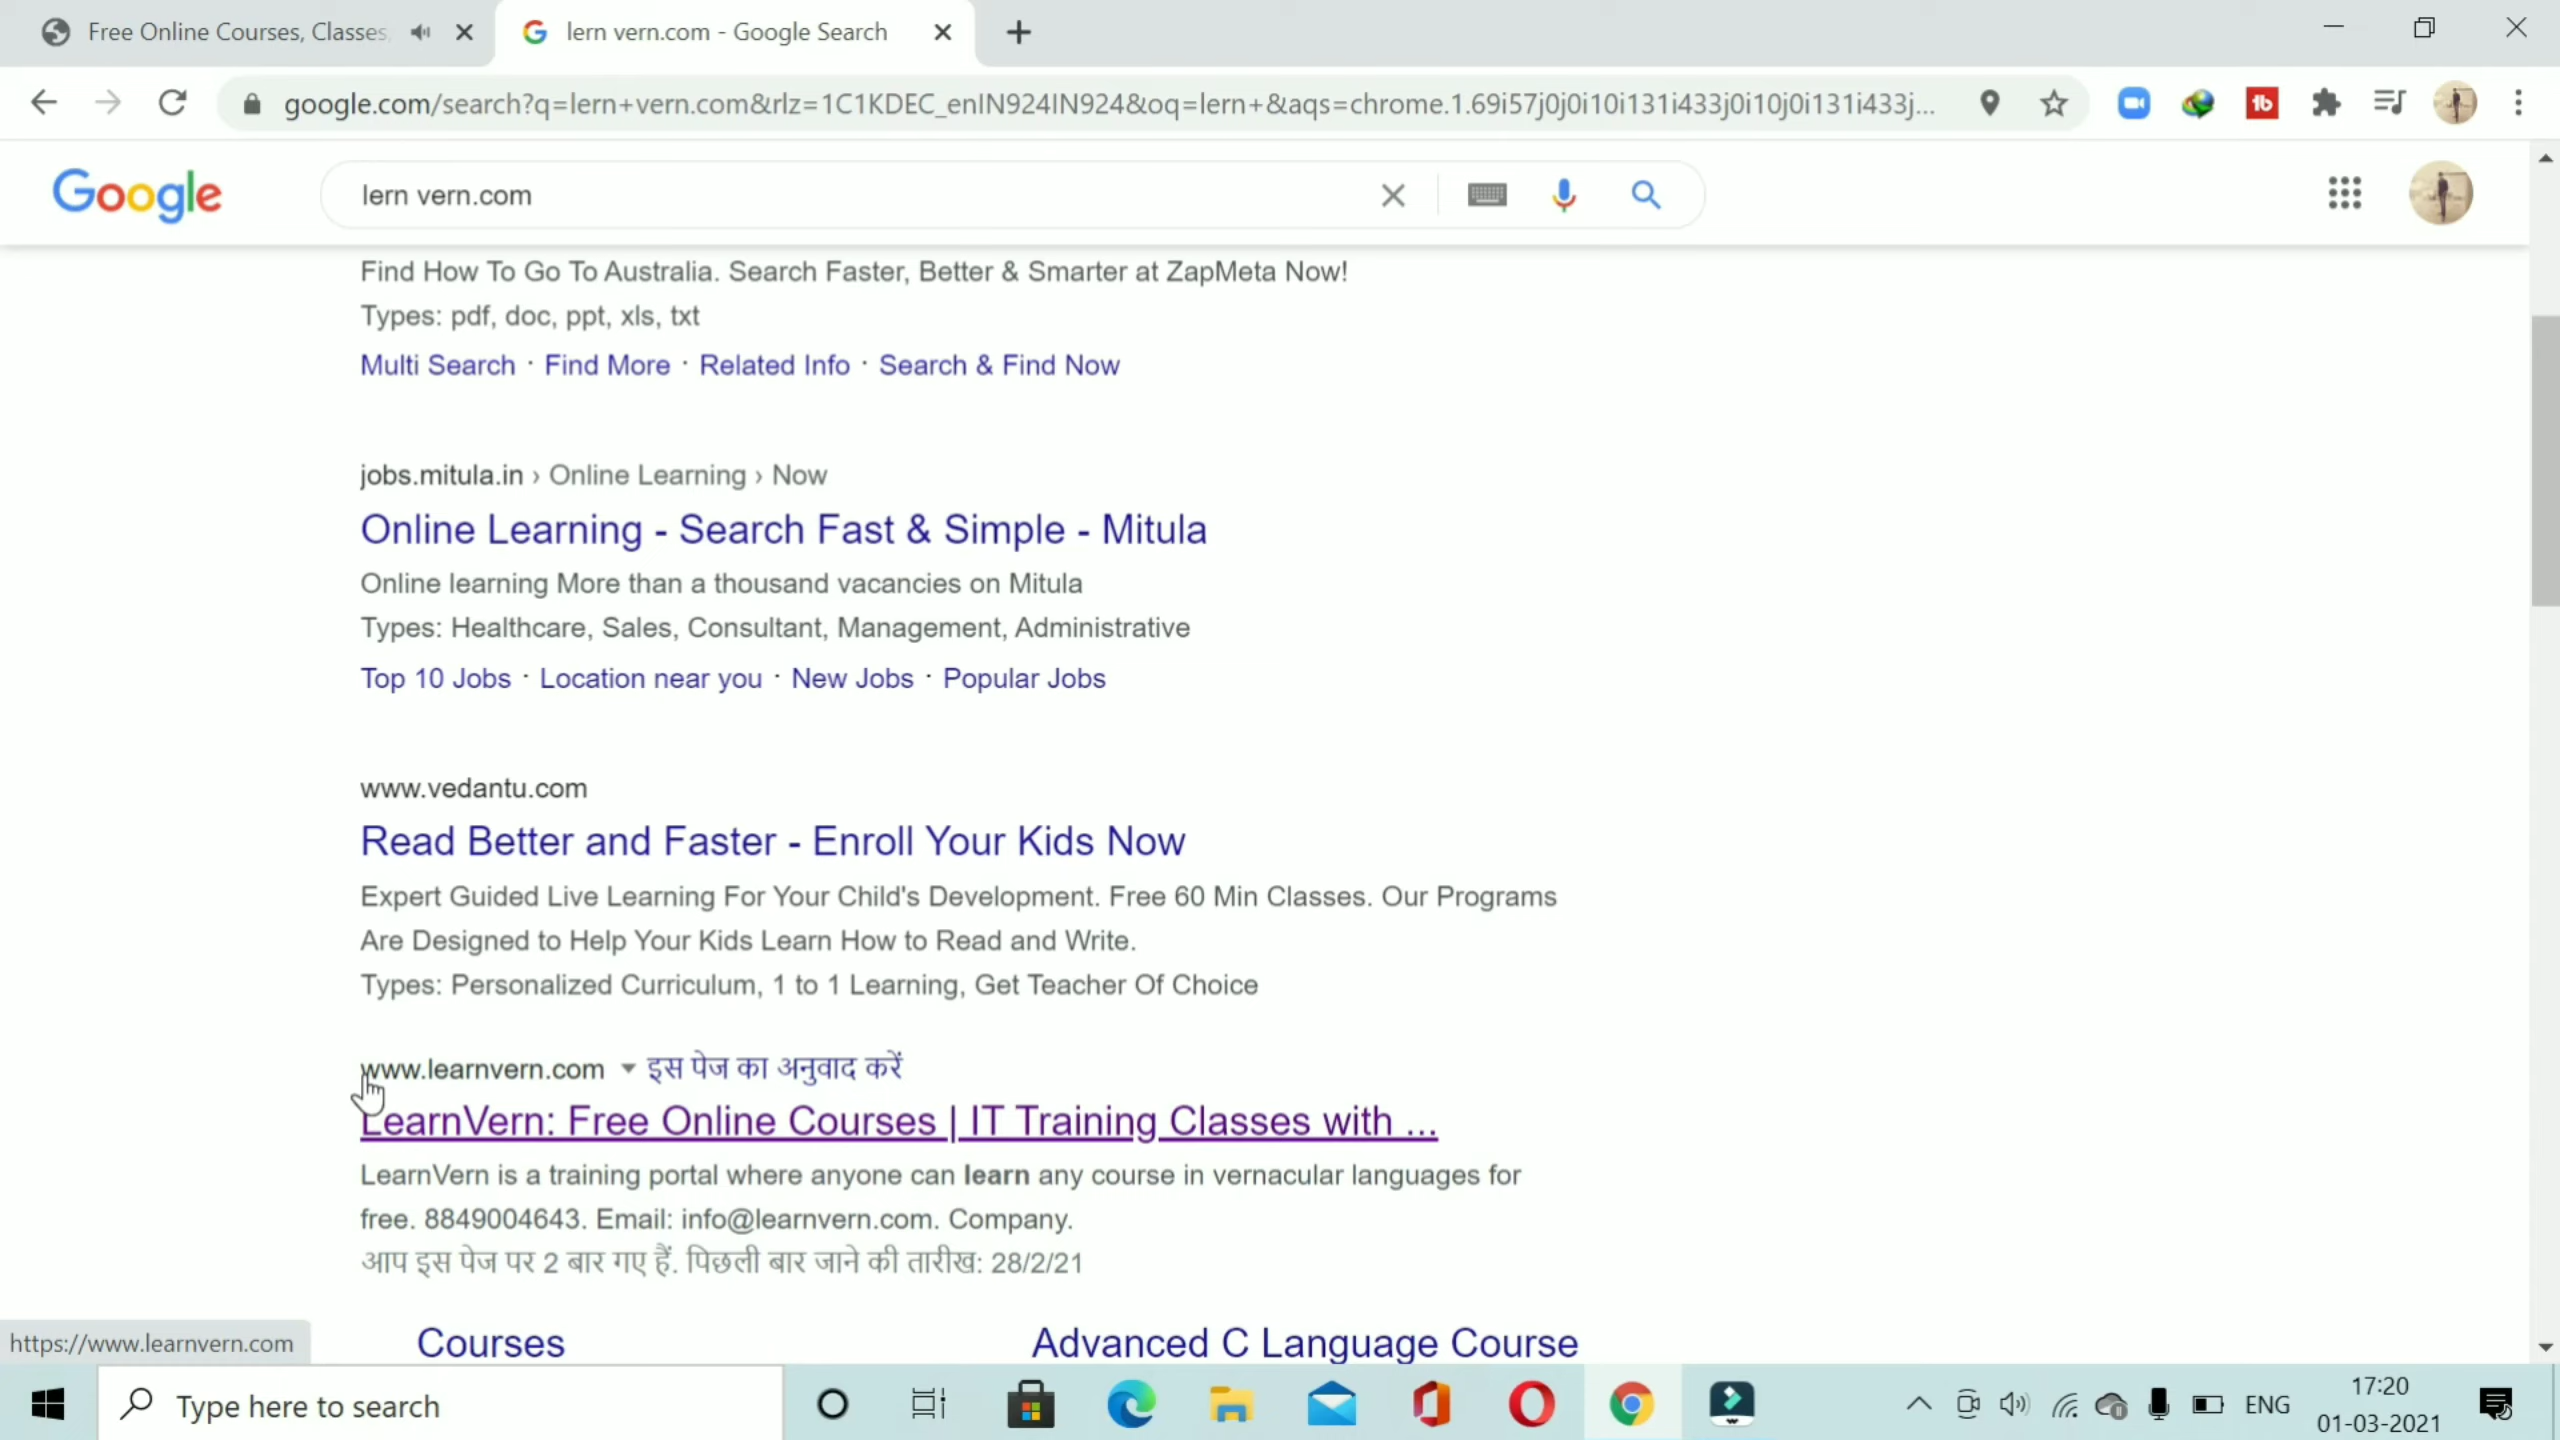 Free Online Courses, Classes,
lern vern.com - Google Search
google.com/search?q=lern+vern.com&rlz=1C1KDEC_enIN924IN924&oq=lern+&aqs=chrome.1.69i57j0j0i10i131i433j0i10j0i131i433j...
Google
lern vern.com
Find How To Go To Australia. Search Faster, Better & Smarter at ZapMeta Now!
Types: pdf, doc, ppt, xls, txt
Multi Search · Find More · Related Info · Search & Find Now
jobs.mitula.in › Online Learning › Now
Online Learning - Search Fast & Simple - Mitula
Online learning More than a thousand vacancies on Mitula
Types: Healthcare, Sales, Consultant, Management, Administrative
Top 10 Jobs · Location near you · New Jobs · Popular Jobs
www.vedantu.com
Read Better and Faster - Enroll Your Kids Now
Expert Guided Live Learning For Your Child's Development. Free 60 Min Classes. Our Programs
Are Designed to Help Your Kids Learn How to Read and Write.
Types: Personalized Curriculum, 1 to 1 Learning, Get Teacher Of Choice
www.learnvern.com ▾ इस पेज का अनुवाद करें
LearnVern: Free Online Courses | IT Training Classes with ...
LearnVern is a training portal where anyone can learn any course in vernacular languages for
free. 8849004643. Email: info@learnvern.com. Company.
आप इस पेज पर 2 बार गए हैं. पिछली बार जाने की तारीख: 28/2/21
Courses
Advanced C Language Course
https://www.learnvern.com
Type here to search
ENG
17:20
01-03-2021